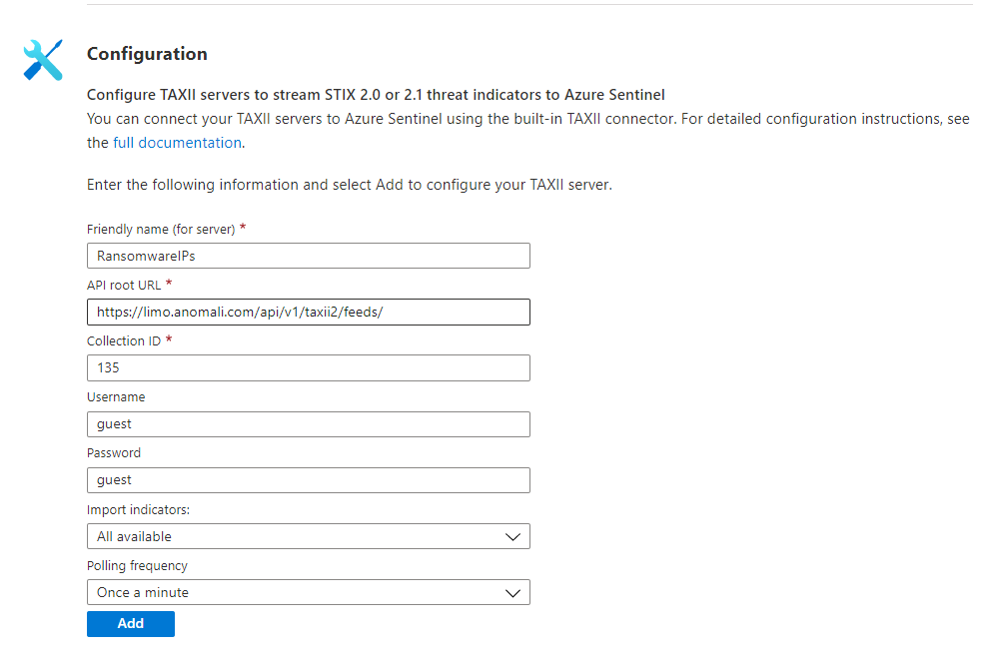 Configuration
Configure TAXII servers to stream STIX 2.0 or 2.1 threat indicators to Azure Sentinel
You can connect your TAXII servers to Azure Sentinel using the built-in TAXII connector. For detailed configuration instructions, see
the full documentation.
Enter the following information and select Add to configure your TAXII server.
Friendly name (for server) *
RansomwareIPs
API root URL *
https://limo.anomali.com/api/v1/taxii2/feeds/
Collection ID *
135
Username
guest
Password
guest
Import indicators:
All available
Polling frequency
Once a minute
Add